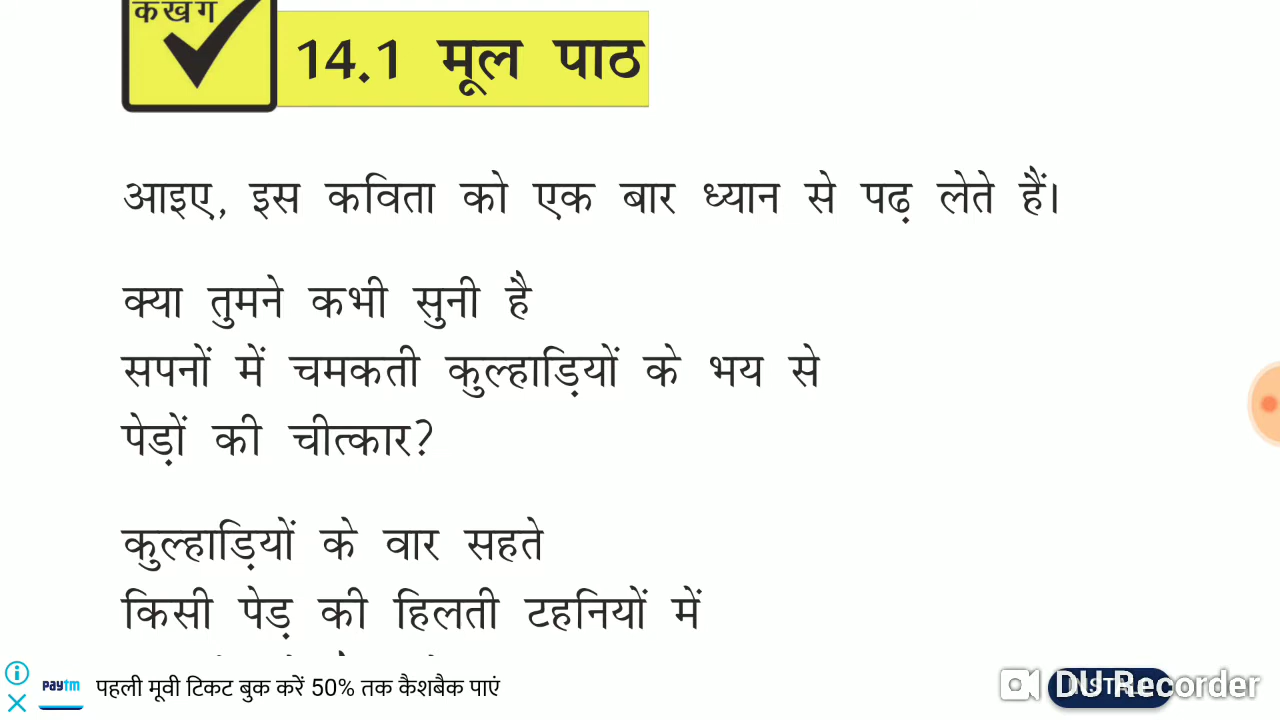 क ख ग
14.1 मूल पाठ
आइए, इस कविता को एक बार ध्यान से पढ़ लेते हैं।
क्या तुमने कभी सुनी है
सपनों में चमकती कुल्हाड़ियों के भय से
पेड़ों की चीत्कार?
कुल्हाड़ियों के वार सहते
किसी पेड़ की हिलती टहनियों में
paytm पहली मूवी टिकट बुक करें 50% तक कैशबैक पाएं
DU Recorder